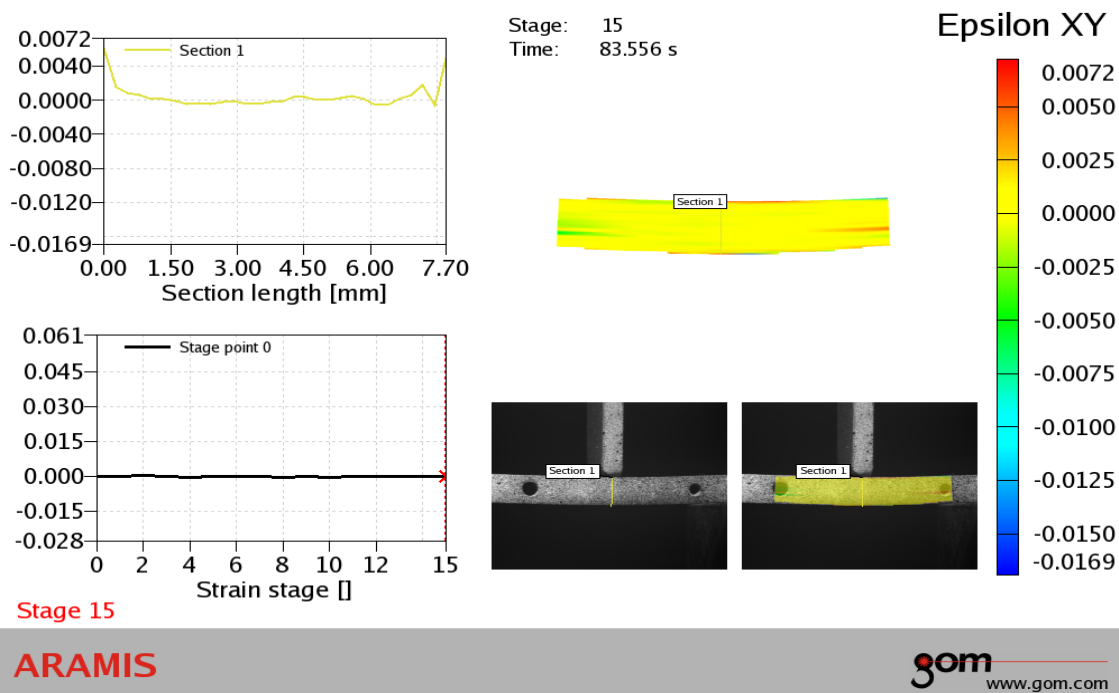 Stage: 15
Time: 83.556 s
Epsilon XY
0.0072
0.0040
0.0000
-0.0040
-0.0080
-0.0120
-0.0169
Section 1
0.00 1.50 3.00 4.50 6.00 7.70
Section length [mm]
Section 1
0.0072
0.0050
0.0025
0.0000
-0.0025
-0.0050
-0.0075
-0.0100
-0.0125
-0.0150
-0.0169
0.061
0.045
0.030
0.015
0.000
-0.015
-0.028
Stage point 0
0 2 4 6 8 10 12 15
Strain stage []
Section 1
Section 1
Stage 15
ARAMIS
gom
www.gom.com